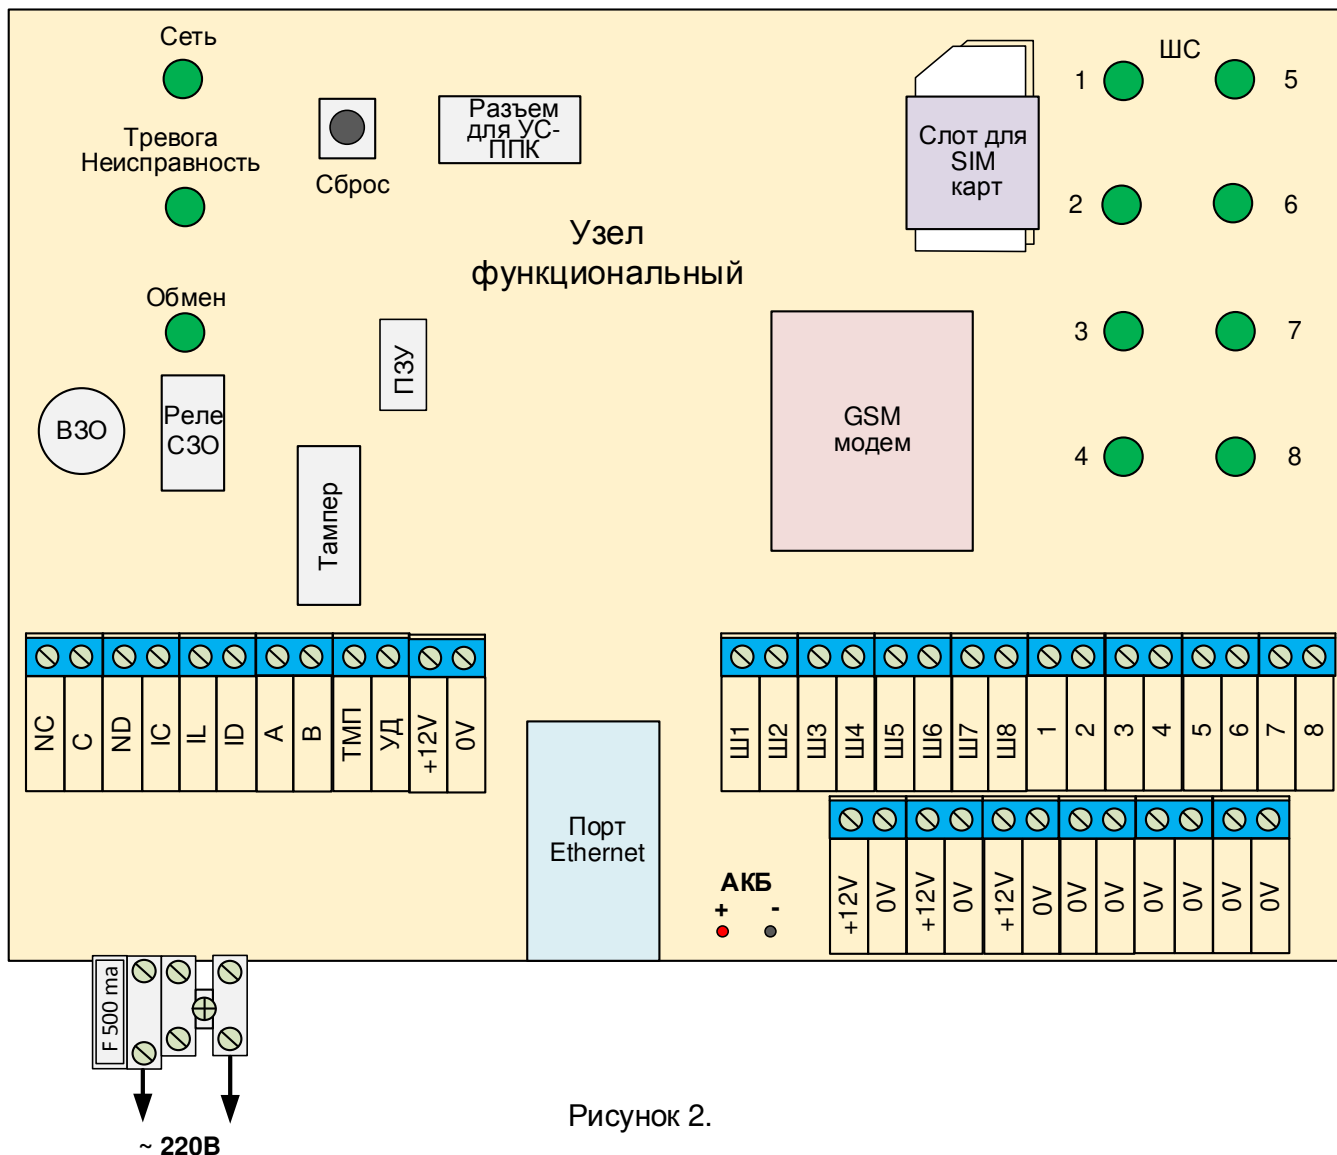 Сеть
ШС
1
5
Тревога
Неисправность
Сброс
Разъем
для УС-
ППК
Слот для
SIM
карт
2
6
Узел
функциональный
Обмен
3
7
ПЗУ
ВЗО
Реле
СЗО
GSM
модем
4
8
Тампер
NC
C
ND
IC
IL
ID
A
B
ТМП
УД
+12V
0V
Ш1
Ш2
Ш3
Ш4
Ш5
Ш6
Ш7
Ш8
1
2
3
4
5
6
7
8
Порт
Ethernet
АКБ
+
-
+12V
0V
+12V
0V
+12V
0V
0V
0V
0V
0V
0V
0V
F 500 ma
~ 220В
Рисунок 2.